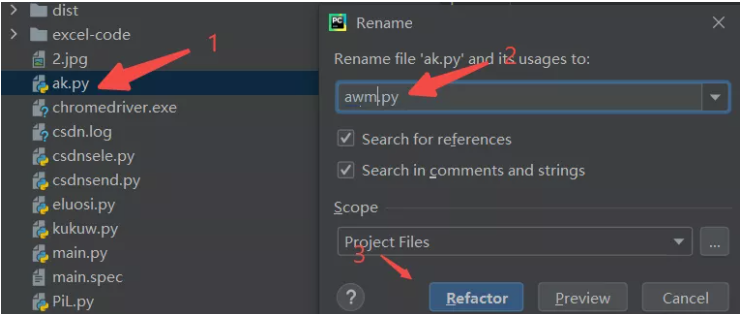 dist
excel-code
2.jpg
ak.py
chromedriver.exe
csdn.log
csdnsele.py
csdnsend.py
eluosi.py
kukuw.py
main.py
main.spec
PiL.py
1
PC
Rename
Rename file 'ak.py' and its usages to:
2
awm.py
Search for references
Search in comments and strings
Scope
Project Files
...
3
?
Refactor
Preview
Cancel